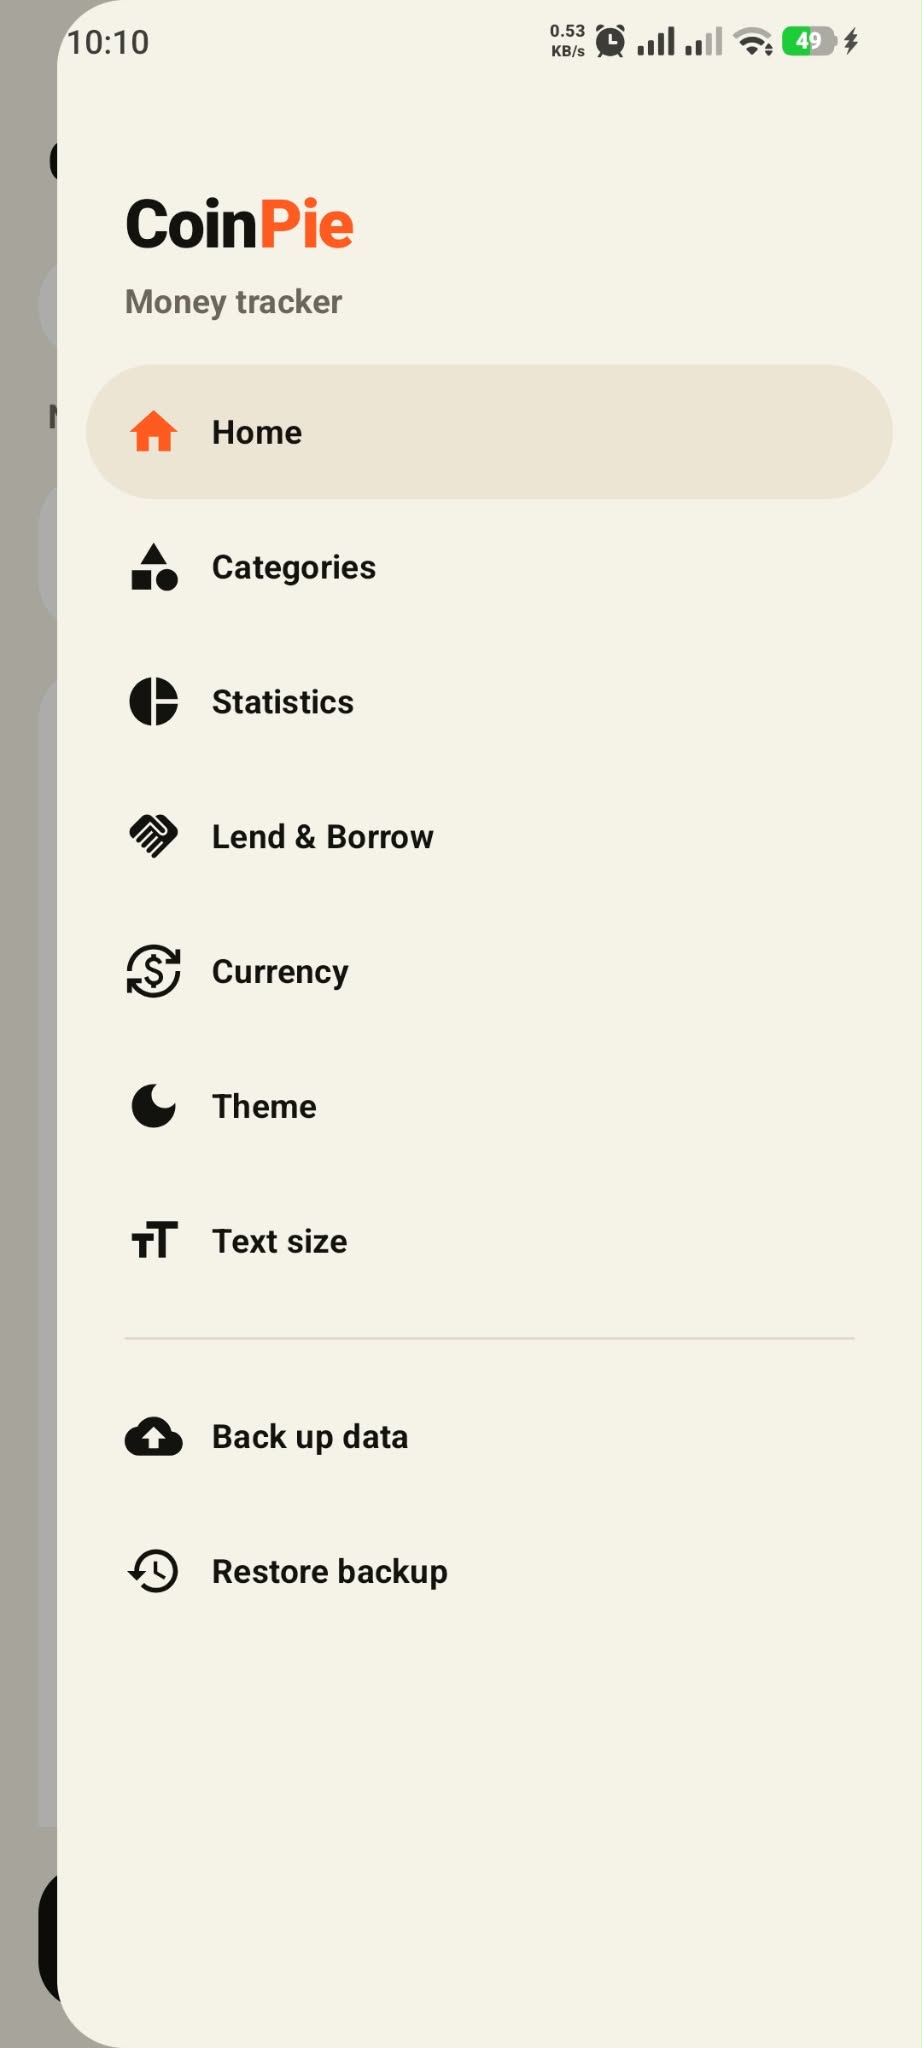 10:10
0.53
KB/s
49
CoinPie
Money tracker
Home
Categories
Statistics
Lend & Borrow
Currency
Theme
Text size
Back up data
Restore backup